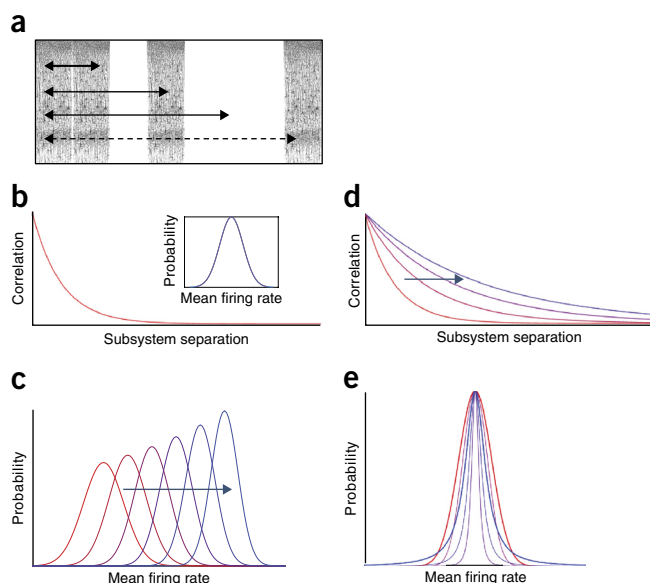 a
b
Correlation
Probability
Mean firing rate
Subsystem separation
c
Probability
Mean firing rate
d
Correlation
Subsystem separation
e
Probability
Mean firing rate